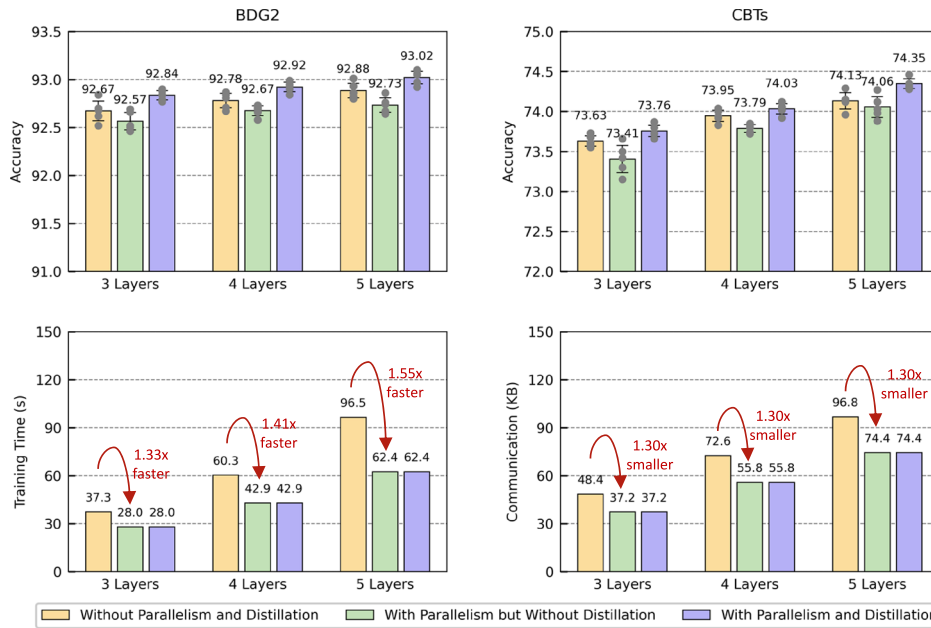 BDG2
93.5
93.0
92.5
92.0
91.5
91.0
Accuracy
92.67
92.57
92.84
92.78
92.67
92.92
92.88
92.73
93.02
3 Layers
4 Layers
5 Layers
CBTs
75.0
74.5
74.0
73.5
73.0
72.5
72.0
Accuracy
73.63
73.41
73.76
73.95
73.79
74.03
74.13
74.06
74.35
3 Layers
4 Layers
5 Layers
150
120
90
60
30
0
Training Time (s)
37.3
28.0
28.0
1.33x
faster
60.3
42.9
42.9
1.41x
faster
96.5
62.4
62.4
1.55x
faster
3 Layers
4 Layers
5 Layers
150
120
90
60
30
0
Communication (KB)
48.4
37.2
37.2
1.30x
smaller
72.6
55.8
55.8
1.30x
smaller
96.8
74.4
74.4
1.30x
smaller
3 Layers
4 Layers
5 Layers
Without Parallelism and Distillation
With Parallelism but Without Distillation
With Parallelism and Distillation